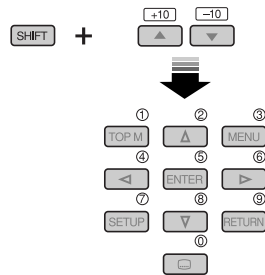 +10 −10
SHIFT +
① ② ③
TOP M MENU
④ ⑤ ⑥
ENTER
⑦ ⑧ ⑨
SETUP RETURN
⓪